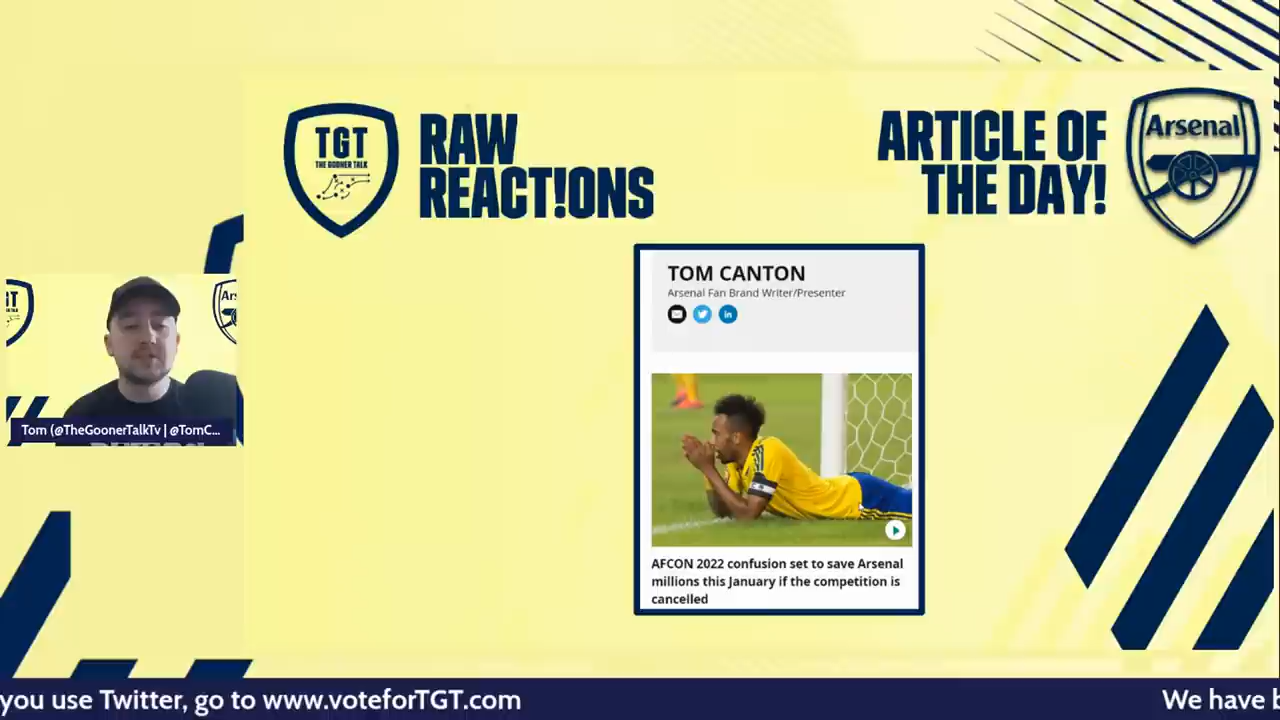 TGT
THE GOONER TALK
RAW
REACT!ONS
ARTICLE OF
THE DAY!
Arsenal
TOM CANTON
Arsenal Fan Brand Writer/Presenter
in
AFCON 2022 confusion set to save Arsenal
millions this January if the competition is
cancelled
Tom (@TheGoonerTalkTv | @TomC...
you use Twitter, go to www.voteforTGT.com
We have